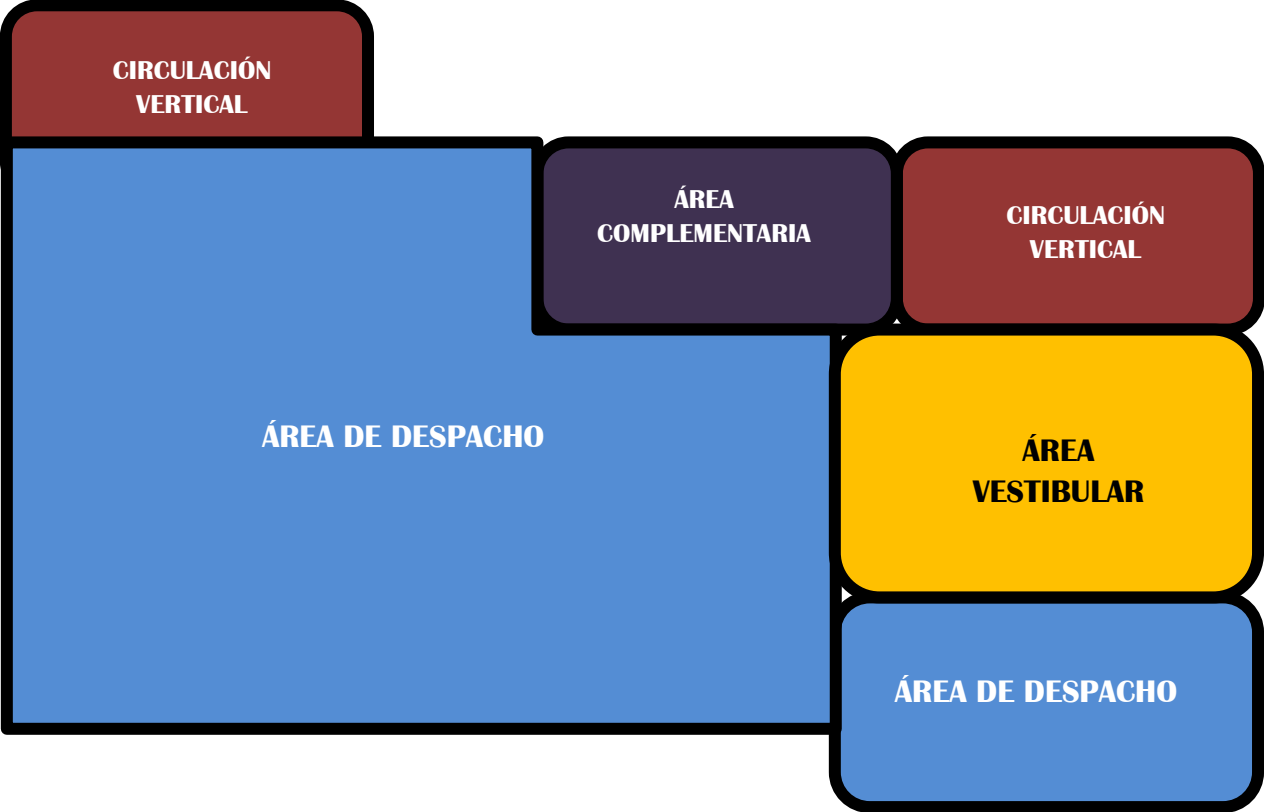 CIRCULACIÓN
VERTICAL
ÁREA
COMPLEMENTARIA
CIRCULACIÓN
VERTICAL
ÁREA DE DESPACHO
ÁREA
VESTIBULAR
ÁREA DE DESPACHO